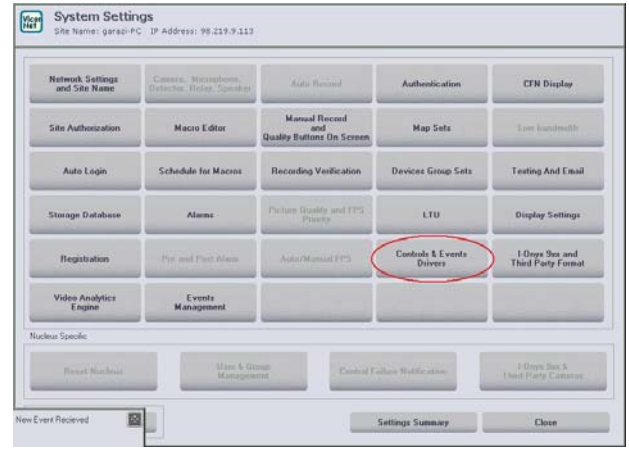 Vicon
Net
System Settings
Site Name: garazi-PC IP Address: 98.219.9.113
Network Settings
and Site Name
Camera, Microphone,
Detector, Relay, Speaker
Auto Record
Authentication
CFN Display
Site Authorization
Macro Editor
Manual Record
and
Quality Buttons On Screen
Map Sets
Low bandwidth
Auto Login
Schedule for Macros
Recording Verification
Devices Group Sets
Texting And Email
Storage Database
Alarms
Picture Quality and FPS
Priority
LTU
Display Settings
Registration
Pre and Post Alarm
Auto/Manual FPS
Controls & Events
Drivers
I-Onyx 9xx and
Third Party Format
Video Analytics
Engine
Events
Management
Nucleus Specific
Reset Nucleus
User & Group
Management
Central Failure Notification
I-Onyx 9xx &
Third Party Cameras
New Event Recieved
Settings Summary
Close